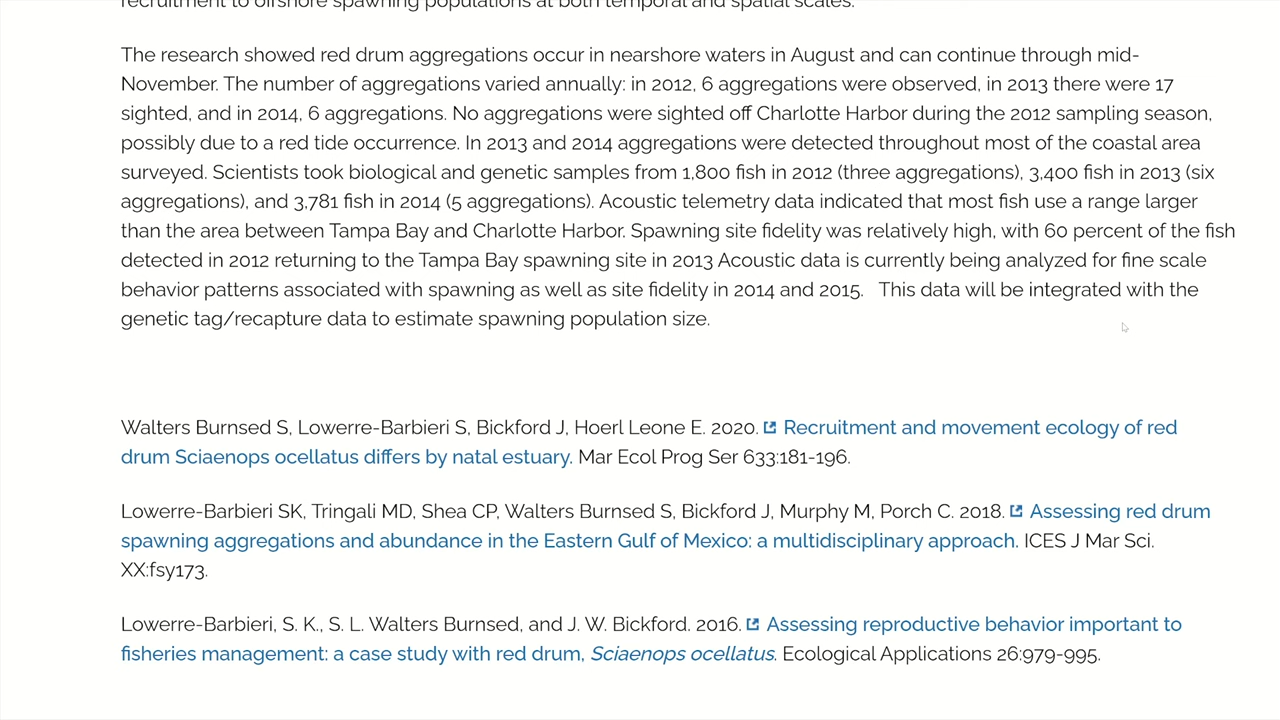 recruitment to offshore spawning populations at both temporal and spatial scales.
The research showed red drum aggregations occur in nearshore waters in August and can continue through mid-
November. The number of aggregations varied annually: in 2012, 6 aggregations were observed, in 2013 there were 17
sighted, and in 2014, 6 aggregations. No aggregations were sighted off Charlotte Harbor during the 2012 sampling season,
possibly due to a red tide occurrence. In 2013 and 2014 aggregations were detected throughout most of the coastal area
surveyed. Scientists took biological and genetic samples from 1,800 fish in 2012 (three aggregations), 3,400 fish in 2013 (six
aggregations), and 3,781 fish in 2014 (5 aggregations). Acoustic telemetry data indicated that most fish use a range larger
than the area between Tampa Bay and Charlotte Harbor. Spawning site fidelity was relatively high, with 60 percent of the fish
detected in 2012 returning to the Tampa Bay spawning site in 2013 Acoustic data is currently being analyzed for fine scale
behavior patterns associated with spawning as well as site fidelity in 2014 and 2015.   This data will be integrated with the
genetic tag/recapture data to estimate spawning population size.
Walters Burnsed S, Lowerre-Barbieri S, Bickford J, Hoerl Leone E. 2020. Recruitment and movement ecology of red
drum Sciaenops ocellatus differs by natal estuary. Mar Ecol Prog Ser 633:181-196.
Lowerre-Barbieri SK, Tringali MD, Shea CP, Walters Burnsed S, Bickford J, Murphy M, Porch C. 2018. Assessing red drum
spawning aggregations and abundance in the Eastern Gulf of Mexico: a multidisciplinary approach. ICES J Mar Sci.
XX:fsy173.
Lowerre-Barbieri, S. K., S. L. Walters Burnsed, and J. W. Bickford. 2016. Assessing reproductive behavior important to
fisheries management: a case study with red drum, Sciaenops ocellatus. Ecological Applications 26:979-995.